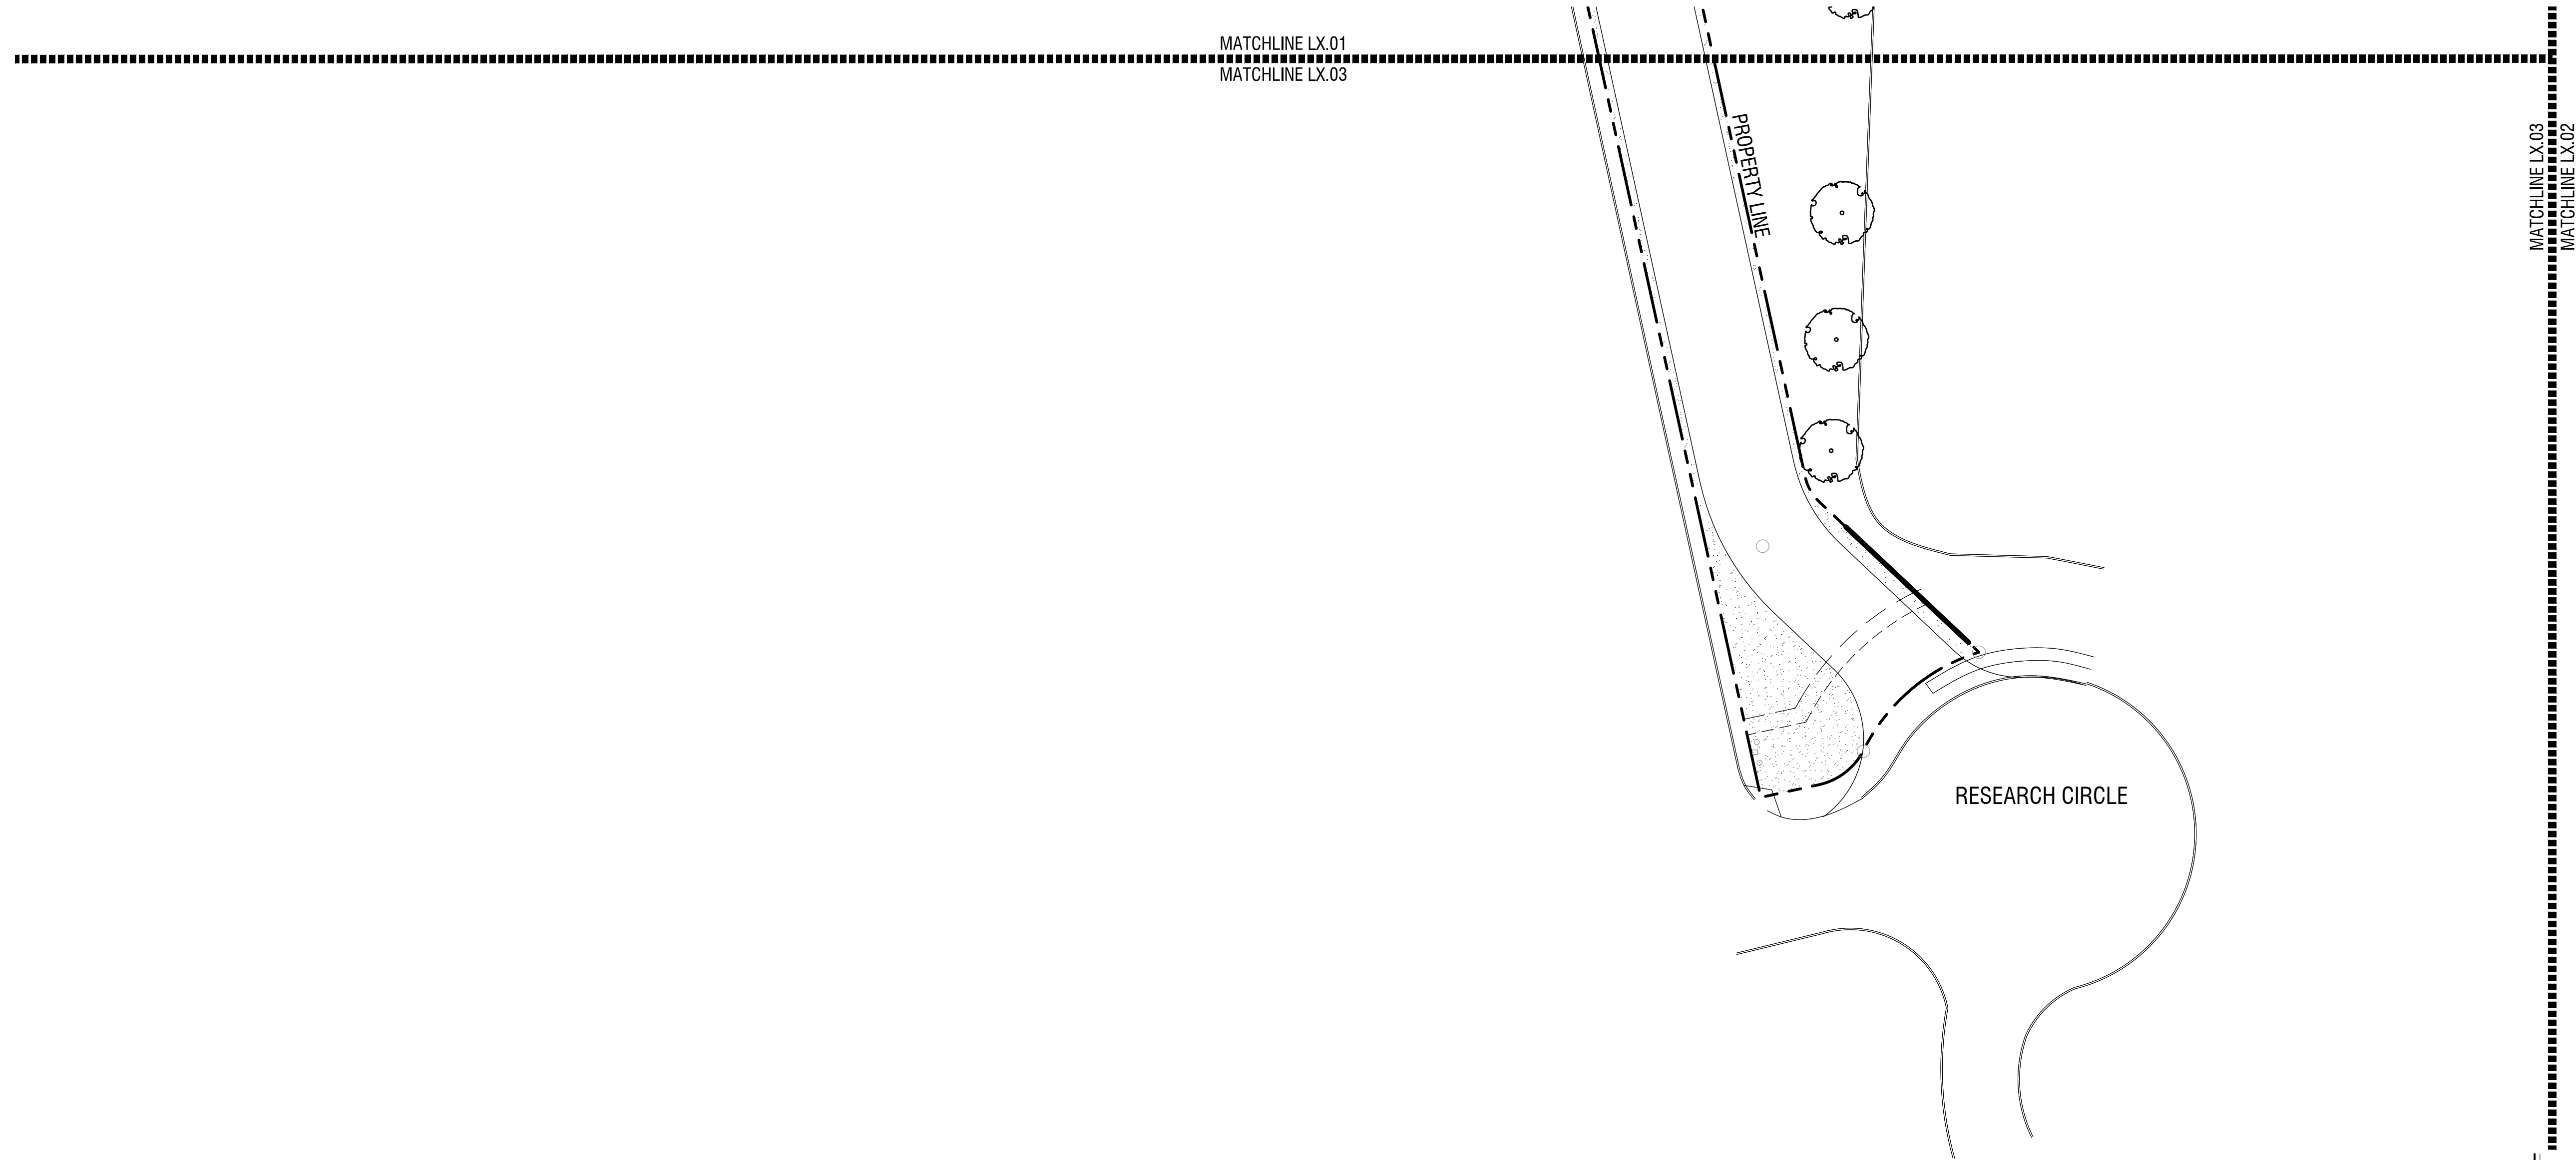 MATCHLINE LX.01
MATCHLINE LX.03
PROPERTY LINE
MATCHLINE LX.03
MATCHLINE LX.02
RESEARCH CIRCLE